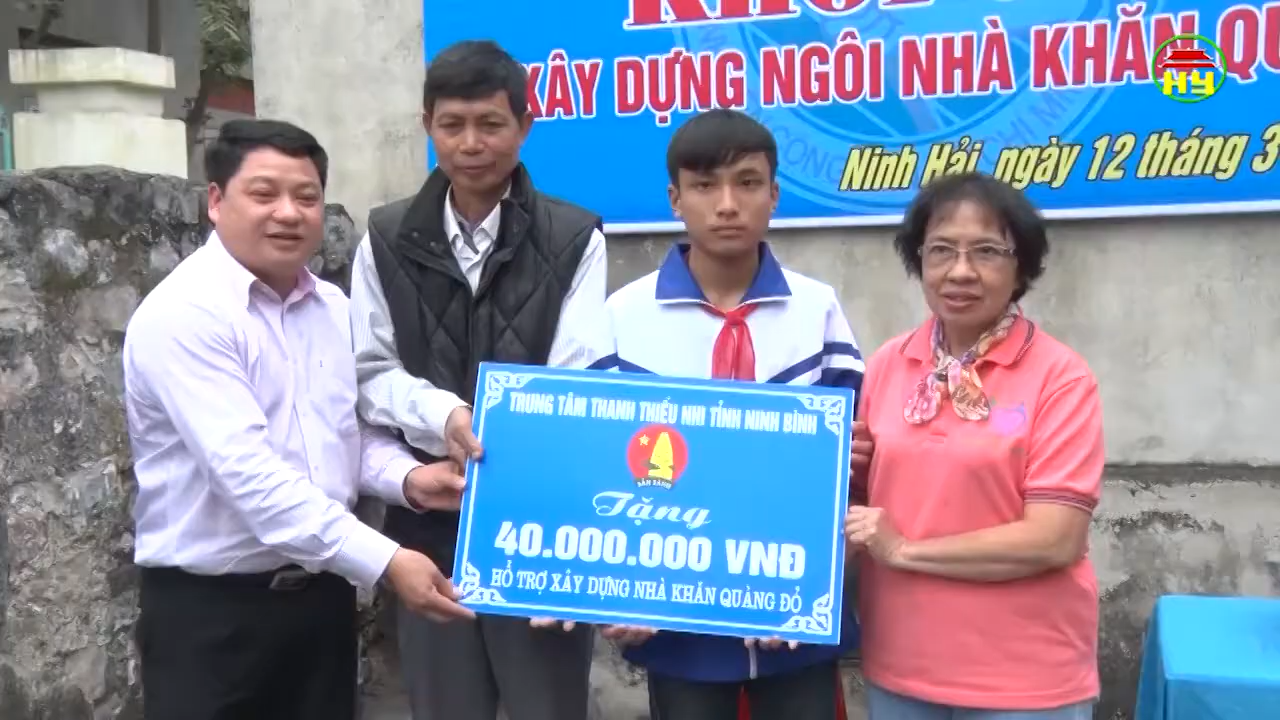 XÂY DỰNG NGÔI NHÀ KHĂN
HY
Ninh Hải, ngày 12 tháng 3
TRUNG TÂM THANH THIẾU NHI TỈNH NINH BÌNH
SẴN SÀNG
Tặng
40.000.000 VNĐ
HỖ TRỢ XÂY DỰNG NHÀ KHĂN QUÀNG ĐỎ